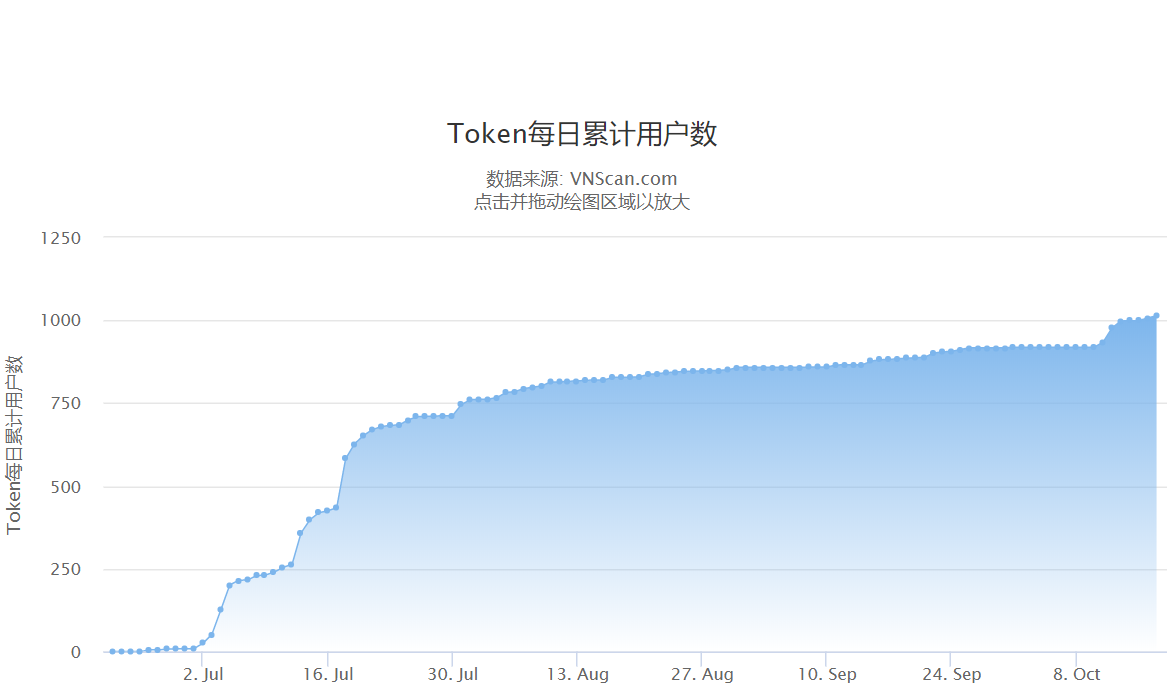 Token每日累计用户数
数据来源: VNScan.com
点击并拖动绘图区域以放大
Token每日累计用户数
1250
1000
750
500
250
0
2. Jul
16. Jul
30. Jul
13. Aug
27. Aug
10. Sep
24. Sep
8. Oct